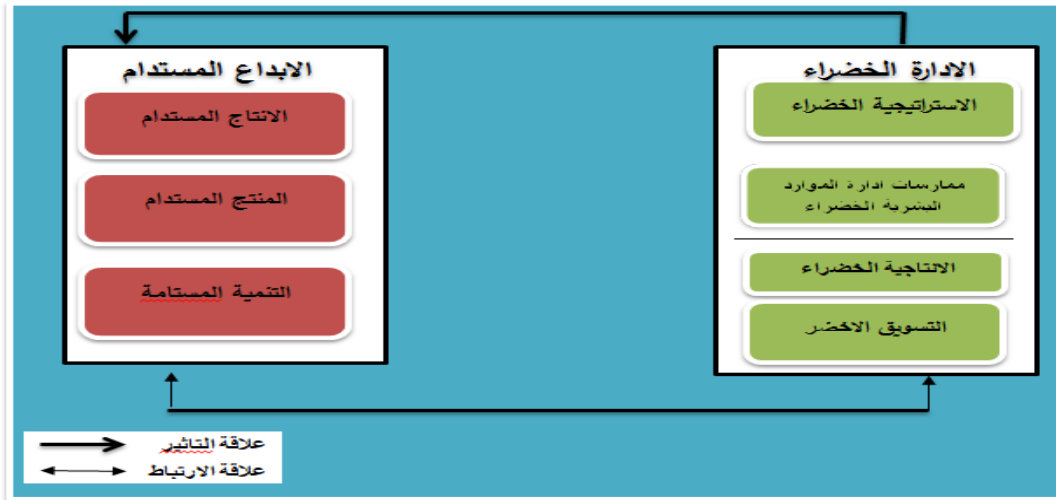 الادارة الخضراء
الاستراتيجية الخضراء
ممارسات ادارة الموارد
البشرية الخضراء
الانتاجية الخضراء
التسويق الاخضر
الابداع المستدام
الانتاج المستدام
المنتج المستدام
التنمية المستامة
علاقة التاثير
علاقة الارتباط